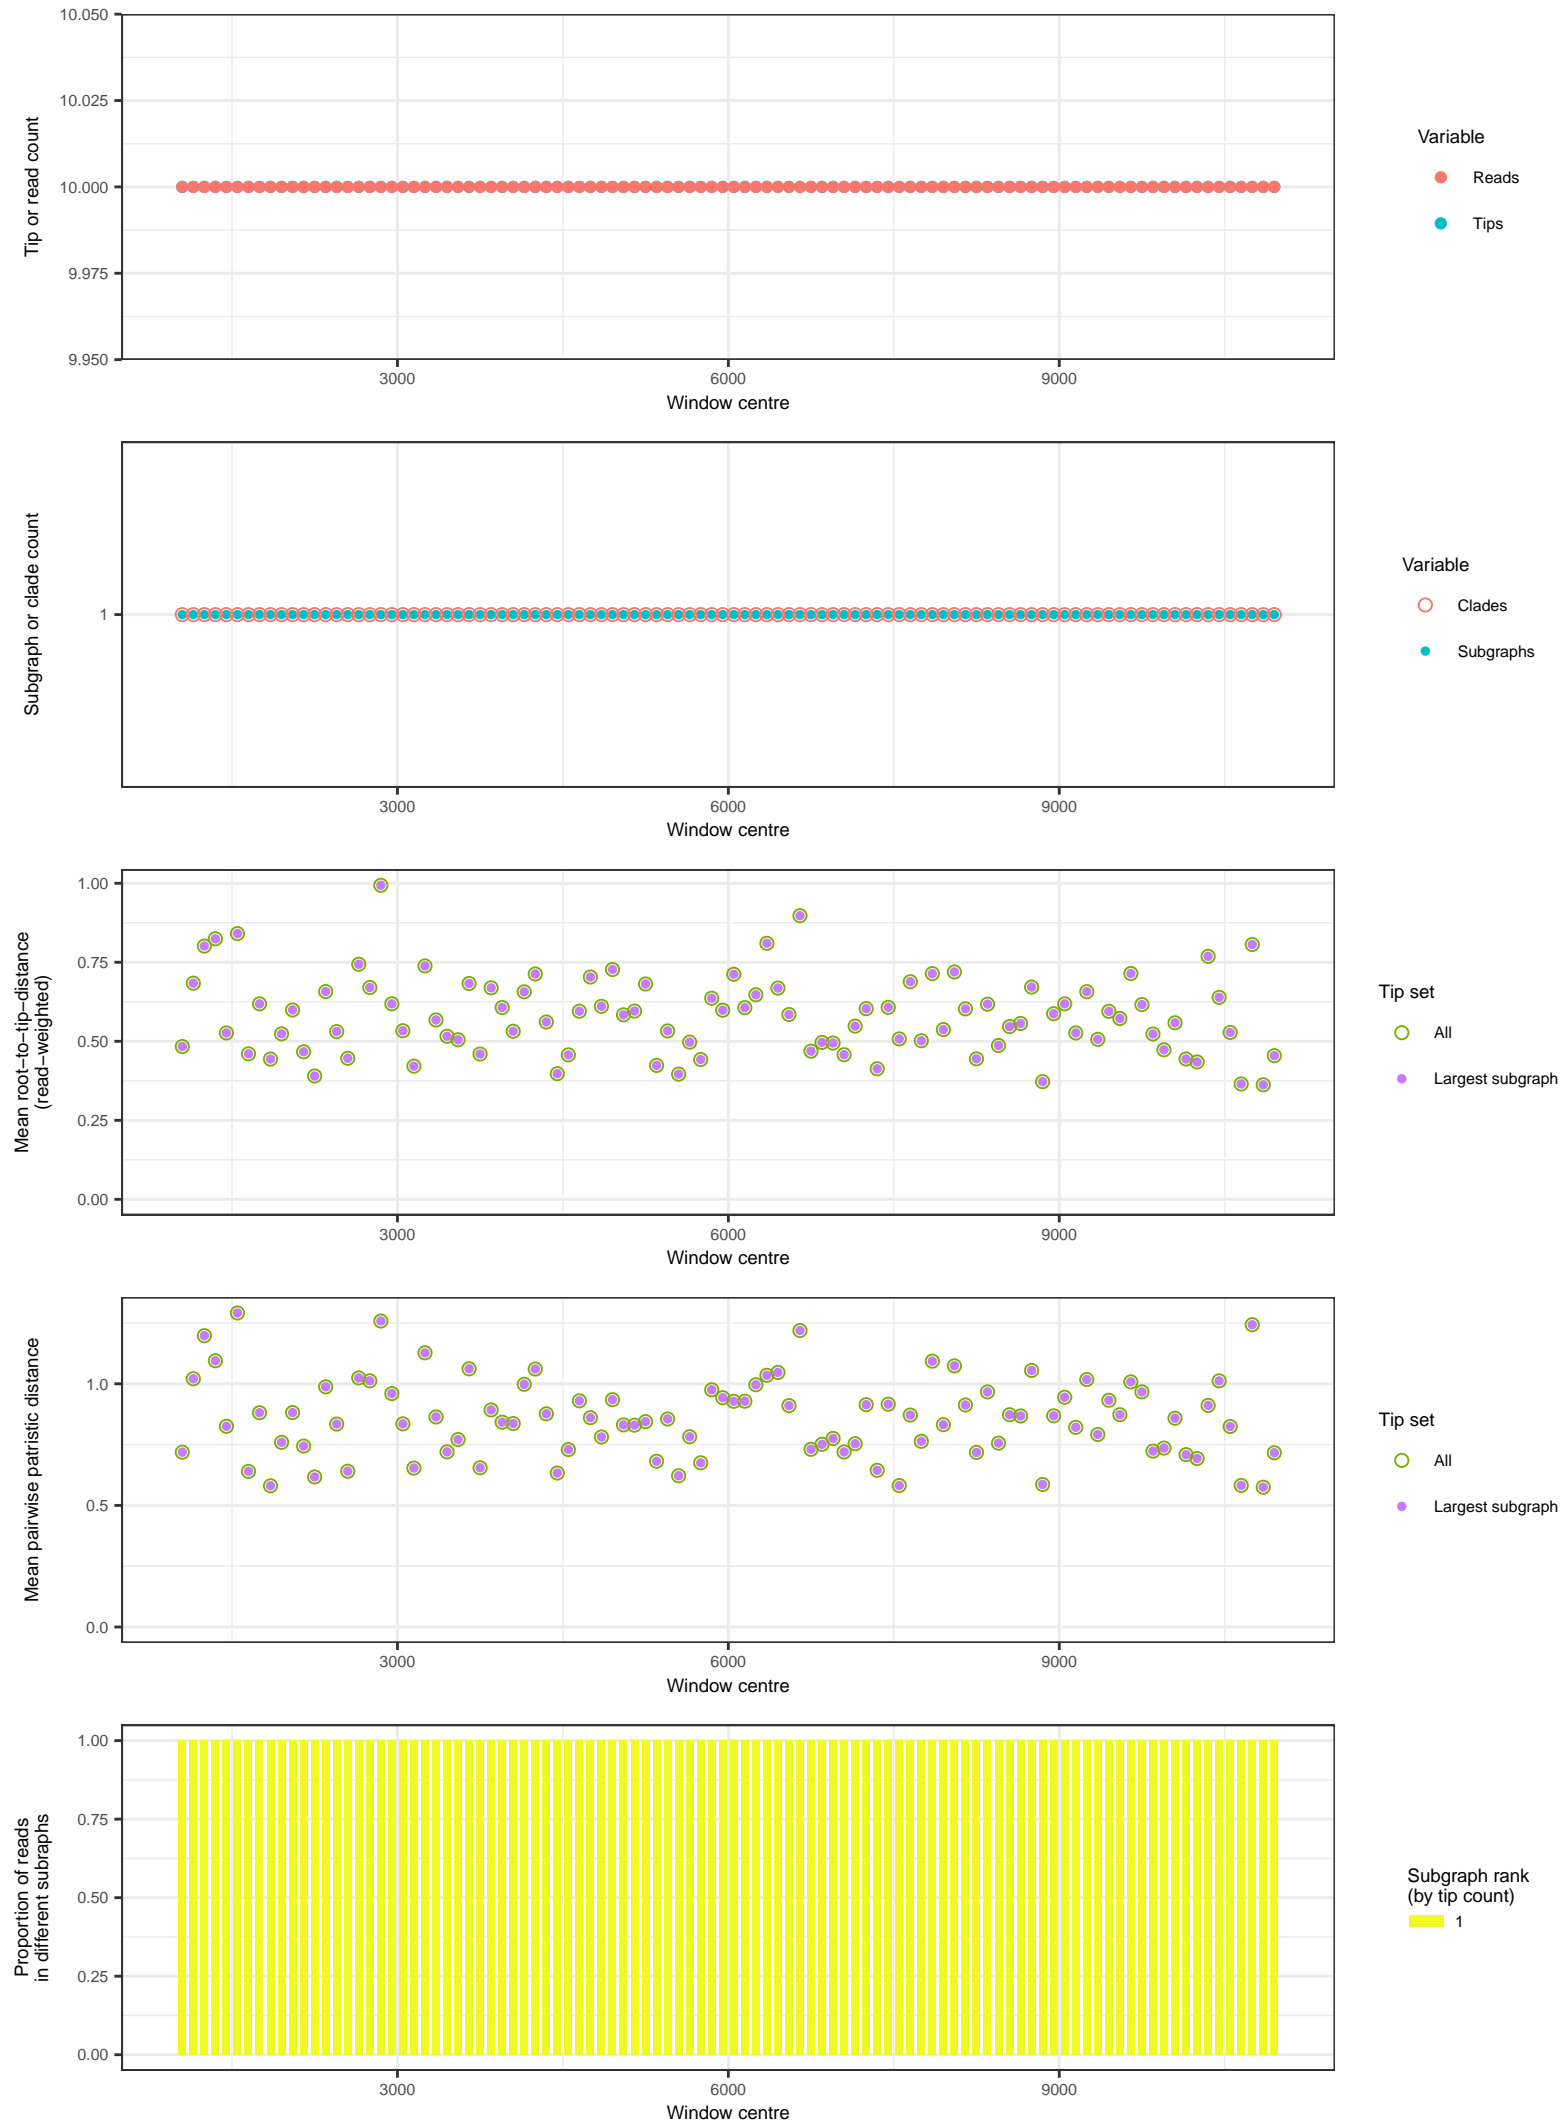 10.050
10.025
10.000
9.975
9.950
Tip or read count
3000 6000 9000
Window centre
Variable
Reads
Tips
1
Subgraph or clade count
3000 6000 9000
Window centre
Variable
Clades
Subgraphs
1.00
0.75
0.50
0.25
0.00
Mean root−to−tip−distance
(read−weighted)
3000 6000 9000
Window centre
Tip set
All
Largest subgraph
1.0
0.5
0.0
Mean pairwise patristic distance
3000 6000 9000
Window centre
Tip set
All
Largest subgraph
1.00
0.75
0.50
0.25
0.00
Proportion of reads
in different subraphs
3000 6000 9000
Window centre
Subgraph rank
(by tip count)
1